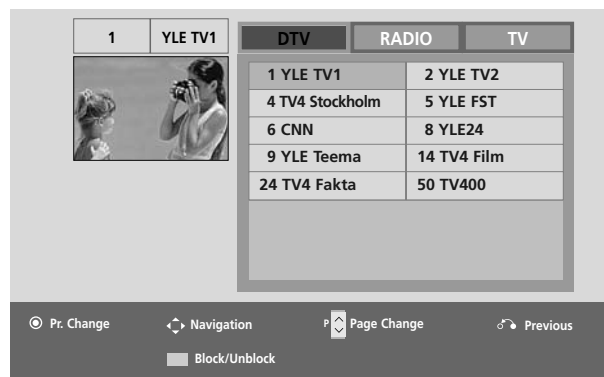 1 YLE TV1
DTV RADIO TV
1 YLE TV1 2 YLE TV2
4 TV4 Stockholm 5 YLE FST
6 CNN 8 YLE24
9 YLE Teema 14 TV4 Film
24 TV4 Fakta 50 TV400
Pr. Change Navigation P Page Change Previous
Block/Unblock